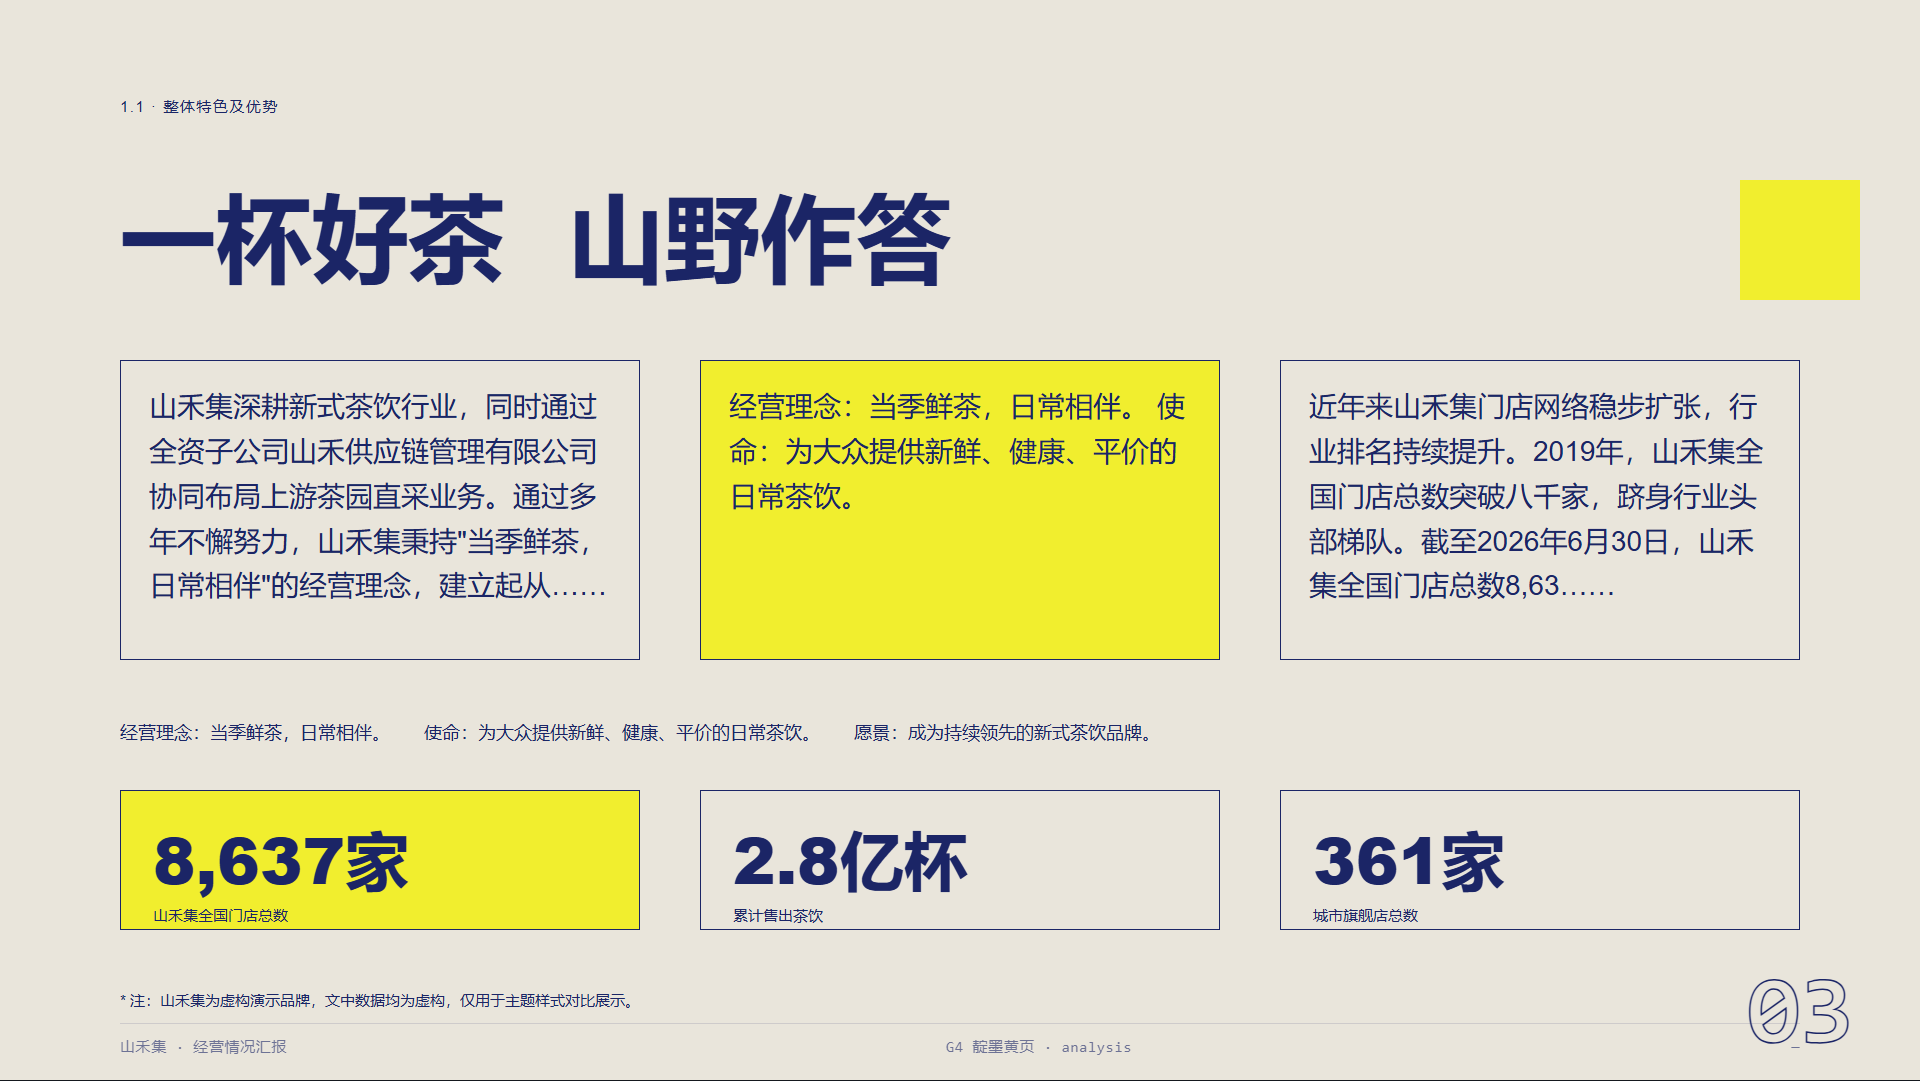 1.1 · 整体特色及优势
一杯好茶 山野作答
山禾集深耕新式茶饮行业，同时通过
全资子公司山禾供应链管理有限公司
协同布局上游茶园直采业务。通过多
年不懈努力，山禾集秉持"当季鲜茶，
日常相伴"的经营理念，建立起从……
经营理念：当季鲜茶，日常相伴。 使
命：为大众提供新鲜、健康、平价的
日常茶饮。
近年来山禾集门店网络稳步扩张，行
业排名持续提升。2019年，山禾集全
国门店总数突破八千家，跻身行业头
部梯队。截至2026年6月30日，山禾
集全国门店总数8,63……
经营理念：当季鲜茶，日常相伴。 使命：为大众提供新鲜、健康、平价的日常茶饮。 愿景：成为持续领先的新式茶饮品牌。
8,637家
山禾集全国门店总数
2.8亿杯
累计售出茶饮
361家
城市旗舰店总数
* 注：山禾集为虚构演示品牌，文中数据均为虚构，仅用于主题样式对比展示。
山禾集 · 经营情况汇报
G4 靛墨黄页 · analysis
03